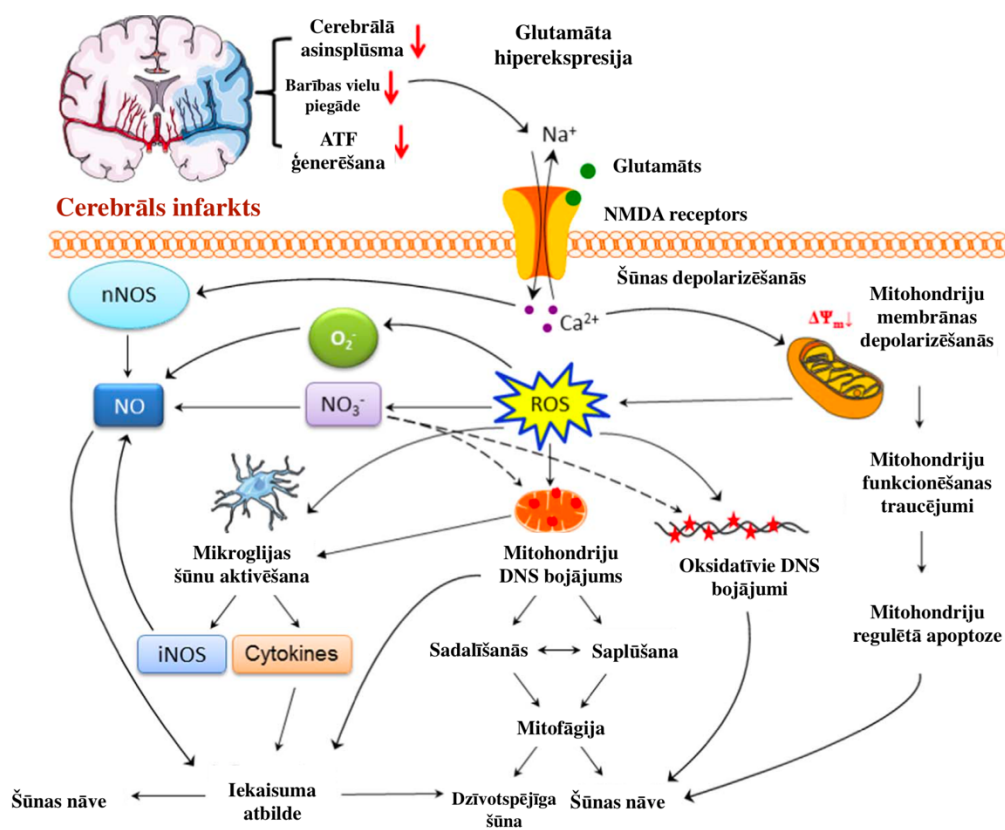 Cerebrālā
asinsplūsma
Barības vielu
piegāde
ATF
ģenerēšana
Glutamāta
hiperekspresija
Na⁺
Glutamāts
NMDA receptors
Cerebrāls infarkts
Šūnas depolarizēšanās
nNOS
Ca²⁺
ΔΨₘ↓
Mitohondriju
membrānas
depolarizēšanās
O₂⁻
NO
NO₃⁻
ROS
Mitohondriju
funkcionēšanas
traucējumi
Mikroglijas
šūnu aktivēšana
Mitohondriju
DNS bojājums
Oksidatīvie DNS
bojājumi
Mitohondriju
regulētā apoptoze
iNOS
Cytokines
Sadalīšanās
Saplūšana
Mitofāgija
Šūnas nāve
Iekaisuma
atbilde
Dzīvotspējīga
šūna
Šūnas nāve